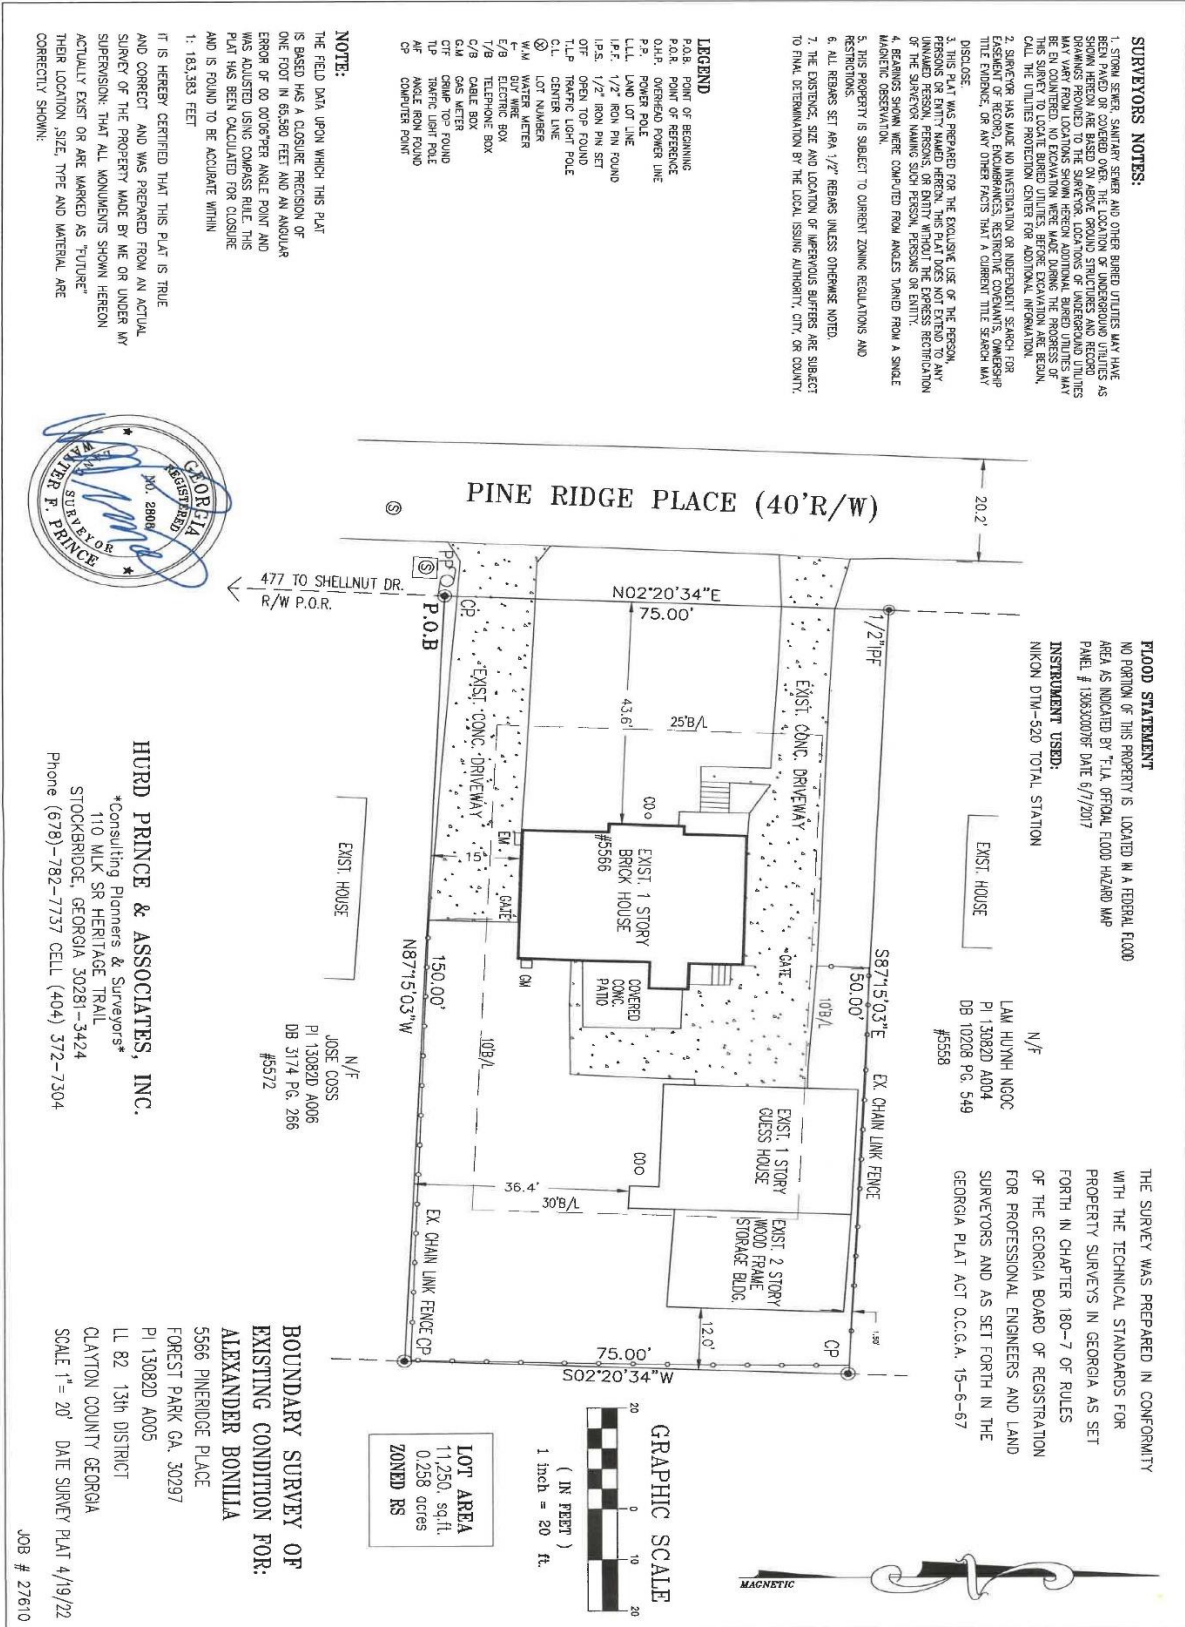 SURVEYORS NOTES:
1. STORM SEWER, SANITARY SEWER AND OTHER BURIED UTILITIES MAY HAVE
BEEN PAVED OR COVERED OVER. THE LOCATION OF UNDERGROUND UTILITIES AS
SHOWN HEREON ARE BASED ON ABOVE GROUND STRUCTURES AND RECORD
DRAWINGS PROVIDED TO THE SURVEYOR. LOCATIONS OF UNDERGROUND UTILITIES
MAY VARY FROM LOCATIONS SHOWN HEREON ADDITIONAL BURIED UTILITIES MAY
BE EN COUNTERED. NO EXCAVATION WERE MADE DURING THE PROGRESS OF
THIS SURVEY TO LOCATE BURIED UTILITIES, BEFORE EXCAVATION ARE BEGUN,
CALL THE UTILITIES PROTECTION CENTER FOR ADDITIONAL INFORMATION.
2. SURVEYOR HAS MADE NO INVESTIGATION OR INDEPENDENT SEARCH FOR
EASEMENT OF RECORD, ENCUMBRANCES, RESTRICTIVE COVENANTS, OWNERSHIP
TITLE EVIDENCE, OR ANY OTHER FACTS THAT A CURRENT TITLE SEARCH MAY
DISCLOSE.
3. THIS PLAT WAS PREPARED FOR THE EXCLUSIVE USE OF THE PERSON,
PERSON OR ENTITY NAMED HEREON. THIS PLAT DOES NOT EXTEND TO ANY
UNNAMED PERSON, PERSONS, OR ENTITY WITHOUT THE EXPRESS RECTIFICATION
OF THE SURVEYOR NAMING SUCH PERSON, PERSONS OR ENTITY.
4. BEARINGS SHOWN WERE COMPUTED FROM ANGLES TURNED FROM A SINGLE
MAGNETIC OBSERVATION.
5. THIS PROPERTY IS SUBJECT TO CURRENT ZONING REGULATIONS AND
RESTRICTIONS.
6. ALL REBARS SET ARA 1/2" REBARS UNLESS OTHERWISE NOTED.
7. THE EXISTENCE, SIZE AND LOCATION OF IMPERVIOUS BUFFERS ARE SUBJECT
TO FINAL DETERMINATION BY THE LOCAL ISSUING AUTHORITY, CITY, OR COUNTY.
LEGEND
P.O.B. POINT OF BEGINNING
P.O.R. POINT OF REFERENCE
O.H.P. OVERHEAD POWER LINE
P.P. POWER POLE
L.L.L. LAND LOT LINE
I.P.F. 1/2" IRON PIN FOUND
I.P.S. 1/2" IRON PIN SET
OTF OPEN TOP FOUND
T.L.P TRAFFIC LIGHT POLE
C.L. CENTER LINE
LOT NUMBER
W.M WATER METER
GUY WIRE
E/B ELECTRIC BOX
T/B TELEPHONE BOX
C/B CABLE BOX
G.M GAS METER
CTF CRIMP TOP FOUND
TLP TRAFFIC LIGHT POLE
AIF ANGLE IRON FOUND
CP COMPUTER POINT
NOTE:
THE FIELD DATA UPON WHICH THIS PLAT
IS BASED HAS A CLOSURE PRECISION OF
ONE FOOT IN 65,580 FEET AND AN ANGULAR
ERROR OF 00 00'06"PER ANGLE POINT AND
WAS ADJUSTED USING COMPASS RULE. THIS
PLAT HAS BEEN CALCULATED FOR CLOSURE
AND IS FOUND TO BE ACCURATE WITHIN
1: 183,383 FEET
IT IS HEREBY CERTIFIED THAT THIS PLAT IS TRUE
AND CORRECT AND WAS PREPARED FROM AN ACTUAL
SURVEY OF THE PROPERTY MADE BY ME OR UNDER MY
SUPERVISION: THAT ALL MONUMENTS SHOWN HEREON
ACTUALLY EXIST OR ARE MARKED AS "FUTURE"
THEIR LOCATION ,SIZE, TYPE AND MATERIAL ARE
CORRECTLY SHOWN:
GEORGIA
REGISTERED
NO. 2808
SURVEYOR
WALTER F. PRINCE
20.2'
PINE RIDGE PLACE (40'R/W)
S
S
PP
CP
P.O.B
477 TO SHELLNUT DR.
R/W P.O.R.
N02°20'34"E
75.00'
1/2"IPF
43.6'
25'B/L
EXIST. CONC. DRIVEWAY
EXIST. CONC. DRIVEWAY
CO
EM
15'
GATE
EXIST. 1 STORY
BRICK HOUSE
#5566
GM
COVERED
CONC.
PATIO
GATE
10'B/L
10'B/L
S87°15'03"E
150.00'
EX. CHAIN LINK FENCE
N87°15'03"W
150.00'
EX. CHAIN LINK FENCE
EXIST. 1 STORY
GUESS HOUSE
CO
36.4'
30'B/L
EXIST. 2 STORY
WOOD FRAME
STORAGE BLDG.
12.0'
CP
CP
75.00'
S02°20'34"W
FLOOD STATEMENT
NO PORTION OF THIS PROPERTY IS LOCATED IN A FEDERAL FLOOD
AREA AS INDICATED BY "F.I.A. OFFICIAL FLOOD HAZARD MAP
PANEL # 13063C0076F DATE 6/7/2017
INSTRUMENT USED:
NIKON DTM-520 TOTAL STATION
EXIST. HOUSE
N/F
LAM HUYNH NGOC
PI 13082D A004
DB 10208 PG. 549
#5558
EXIST. HOUSE
N/F
JOSE COSS
PI 13082D A006
DB 3174 PG. 266
#5572
HURD PRINCE & ASSOCIATES, INC.
*Consulting Planners & Surveyors*
110 MLK SR HERITAGE TRAIL
STOCKBRIDGE, GEORGIA 30281-3424
Phone (678)-782-7737 CELL (404) 372-7304
THE SURVEY WAS PREPARED IN CONFORMITY
WITH THE TECHNICAL STANDARDS FOR
PROPERTY SURVEYS IN GEORGIA AS SET
FORTH IN CHAPTER 180-7 OF RULES
OF THE GEORGIA BOARD OF REGISTRATION
FOR PROFESSIONAL ENGINEERS AND LAND
SURVEYORS AND AS SET FORTH IN THE
GEORGIA PLAT ACT O.C.G.A. 15-6-67
MAGNETIC
GRAPHIC SCALE
20 0 10 20
( IN FEET )
1 inch = 20 ft.
LOT AREA
11,250. sq.ft.
0.258 acres
ZONED RS
BOUNDARY SURVEY OF
EXISTING CONDITION FOR:
ALEXANDER BONILLA
5566 PINERIDGE PLACE
FOREST PARK GA. 30297
PI 13082D A005
LL 82 13th DISTRICT
CLAYTON COUNTY GEORGIA
SCALE 1"= 20' DATE SURVEY PLAT 4/19/22
JOB # 27610